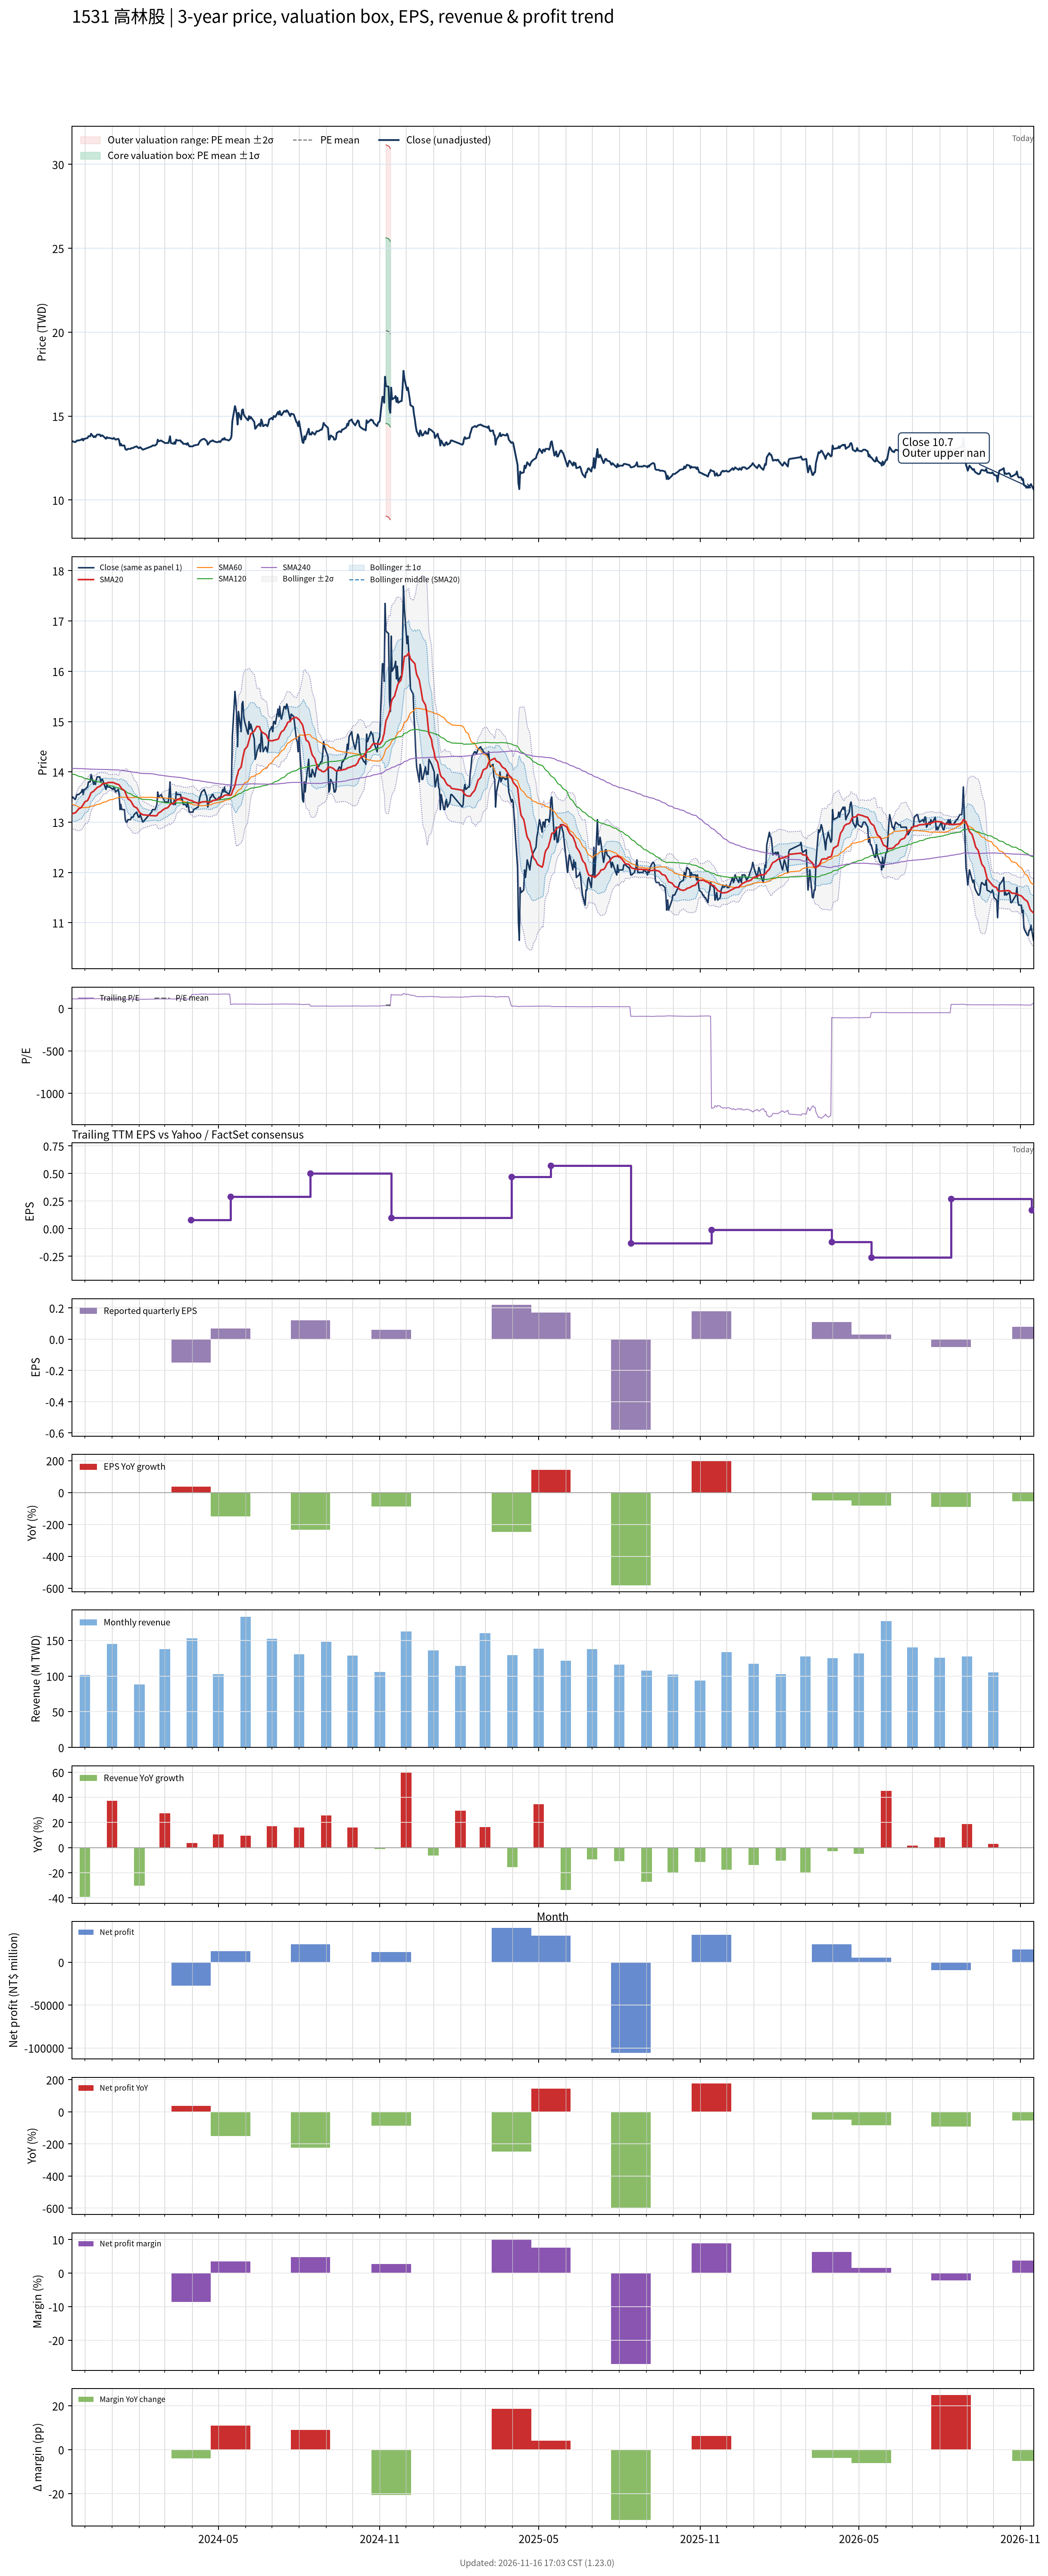 1531 高林股 | 3-year price, valuation box, EPS, revenue & profit trend
Outer valuation range: PE mean ±2σ
PE mean
Close (unadjusted)
Core valuation box: PE mean ±1σ
Today
30
25
20
15
10
Price (TWD)
Close 10.7
Outer upper nan
Close (same as panel 1)
SMA60
SMA240
Bollinger ±1σ
SMA20
SMA120
Bollinger ±2σ
Bollinger middle (SMA20)
18
17
16
15
14
13
12
11
Price
Trailing P/E
P/E mean
0
-500
-1000
P/E
Trailing TTM EPS vs Yahoo / FactSet consensus
Today
0.75
0.50
0.25
0.00
-0.25
EPS
Reported quarterly EPS
0.2
0.0
-0.2
-0.4
-0.6
EPS
EPS YoY growth
200
0
-200
-400
-600
YoY (%)
Monthly revenue
150
100
50
0
Revenue (M TWD)
Revenue YoY growth
60
40
20
0
-20
-40
YoY (%)
Month
Net profit
0
-50000
-100000
Net profit (NT$ million)
Net profit YoY
200
0
-200
-400
-600
YoY (%)
Net profit margin
10
0
-10
-20
Margin (%)
Margin YoY change
20
0
-20
Δ margin (pp)
2024-05
2024-11
2025-05
2025-11
2026-05
2026-11
Updated: 2026-11-16 17:03 CST (1.23.0)